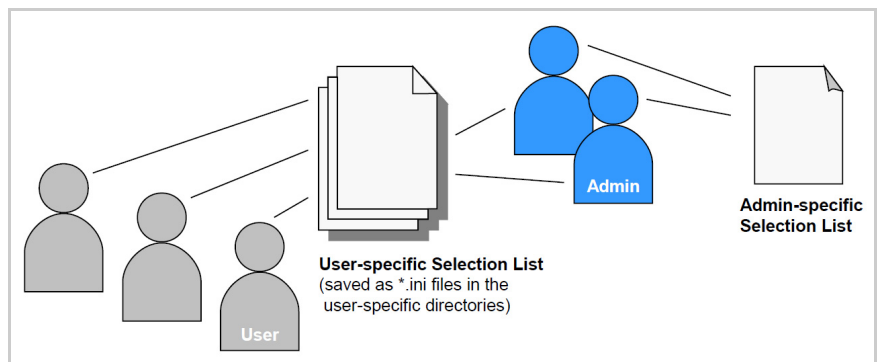 Admin
Admin-specific
Selection List
User-specific Selection List
(saved as *.ini files in the
user-specific directories)
User